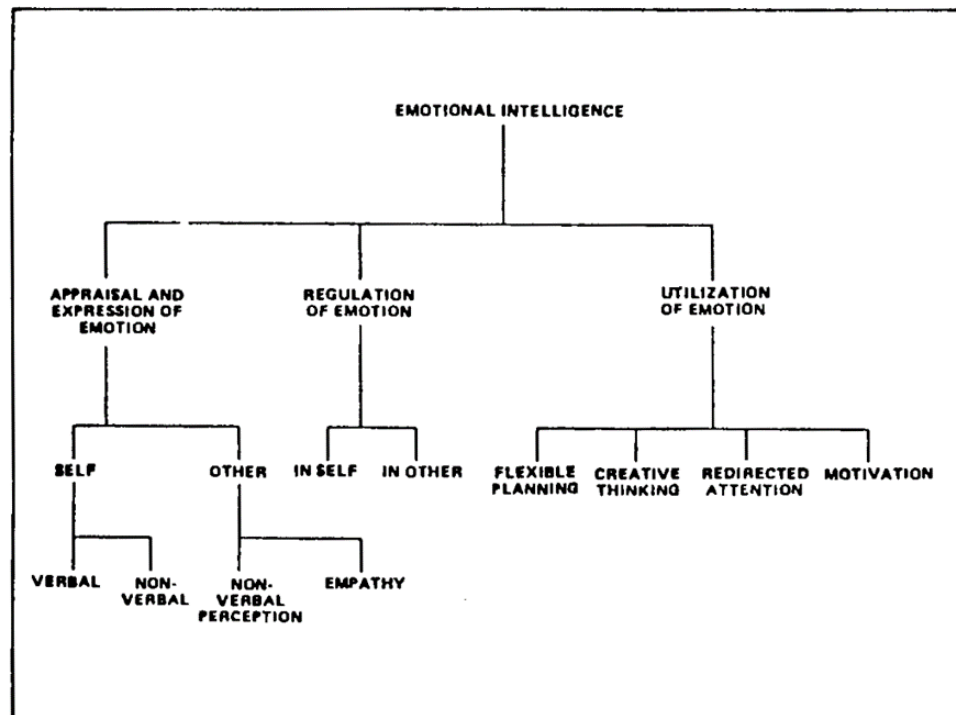 EMOTIONAL INTELLIGENCE
APPRAISAL AND
EXPRESSION OF
EMOTION
REGULATION
OF EMOTION
UTILIZATION
OF EMOTION
SELF
OTHER
IN SELF
IN OTHER
FLEXIBLE
PLANNING
CREATIVE
THINKING
REDIRECTED
ATTENTION
MOTIVATION
VERBAL
NON-
VERBAL
NON-
VERBAL
PERCEPTION
EMPATHY